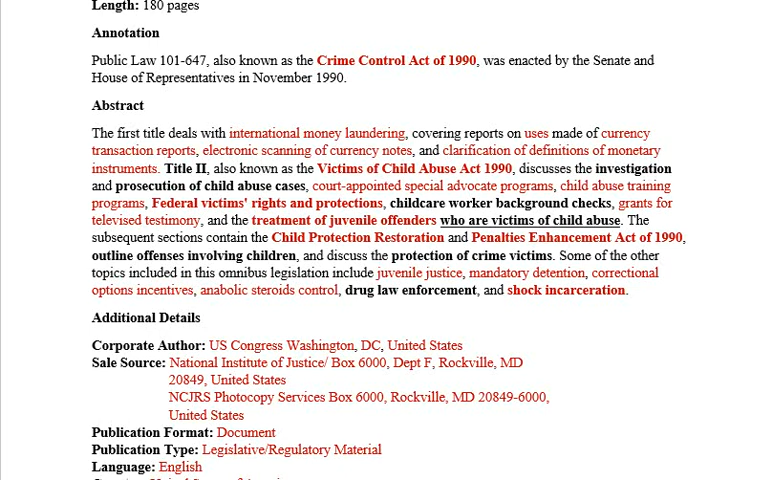 Length: 180 pages
Annotation
Public Law 101-647, also known as the Crime Control Act of 1990, was enacted by the Senate and
House of Representatives in November 1990.
Abstract
The first title deals with international money laundering, covering reports on uses made of currency
transaction reports, electronic scanning of currency notes, and clarification of definitions of monetary
instruments. Title II, also known as the Victims of Child Abuse Act 1990, discusses the investigation
and prosecution of child abuse cases, court-appointed special advocate programs, child abuse training
programs, Federal victims' rights and protections, childcare worker background checks, grants for
televised testimony, and the treatment of juvenile offenders who are victims of child abuse. The
subsequent sections contain the Child Protection Restoration and Penalties Enhancement Act of 1990,
outline offenses involving children, and discuss the protection of crime victims. Some of the other
topics included in this omnibus legislation include juvenile justice, mandatory detention, correctional
options incentives, anabolic steroids control, drug law enforcement, and shock incarceration.
Additional Details
Corporate Author: US Congress Washington, DC, United States
Sale Source: National Institute of Justice/ Box 6000, Dept F, Rockville, MD
20849, United States
NCJRS Photocopy Services Box 6000, Rockville, MD 20849-6000,
United States
Publication Format: Document
Publication Type: Legislative/Regulatory Material
Language: English